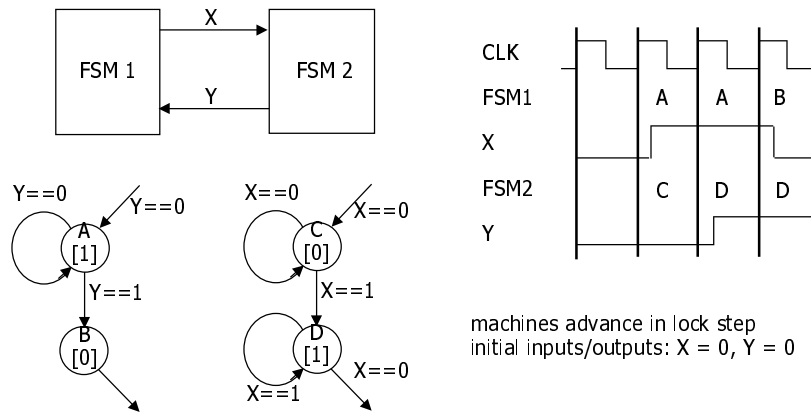 X
FSM 1
FSM 2
Y
CLK
FSM1 A A B
X
FSM2 C D D
Y
Y==0
Y==0
A
[1]
Y==1
B
[0]
X==0
X==0
C
[0]
X==1
D
[1]
X==0
X==1
machines advance in lock step
initial inputs/outputs: X = 0, Y = 0